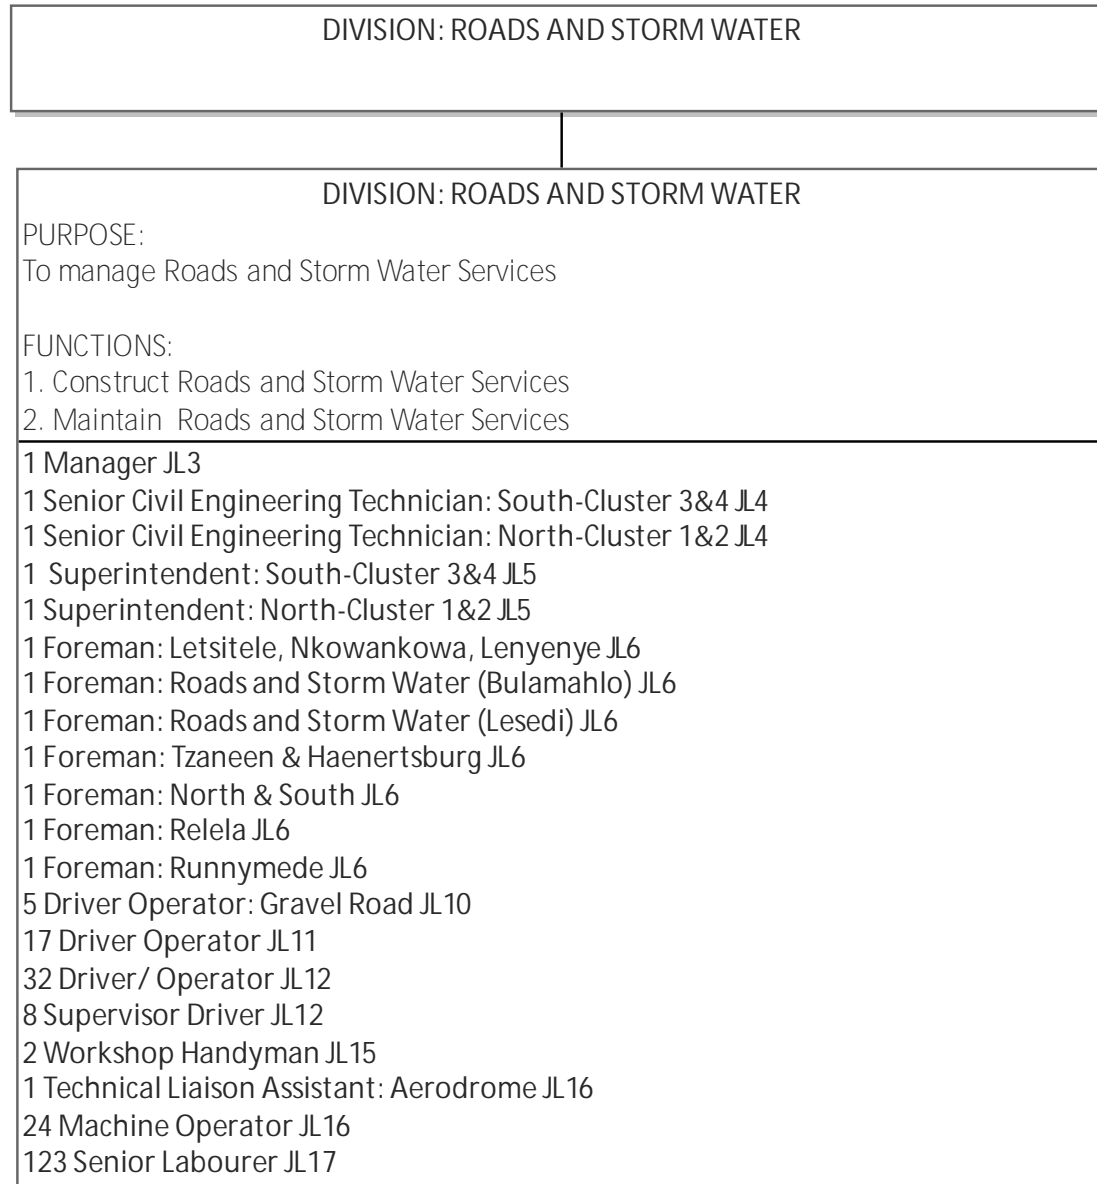 DIVISION: ROADS AND STORM WATER
DIVISION: ROADS AND STORM WATER
PURPOSE:
To manage Roads and Storm Water Services
FUNCTIONS:
1. Construct Roads and Storm Water Services
2. Maintain  Roads and Storm Water Services
1 Manager JL3
1 Senior Civil Engineering Technician: South-Cluster 3&4 JL4
1 Senior Civil Engineering Technician: North-Cluster 1&2 JL4
1  Superintendent: South-Cluster 3&4 JL5
1 Superintendent: North-Cluster 1&2 JL5
1 Foreman: Letsitele, Nkowankowa, Lenyenye JL6
1 Foreman: Roads and Storm Water (Bulamahlo) JL6
1 Foreman: Roads and Storm Water (Lesedi) JL6
1 Foreman: Tzaneen & Haenertsburg JL6
1 Foreman: North & South JL6
1 Foreman: Relela JL6
1 Foreman: Runnymede JL6
5 Driver Operator: Gravel Road JL10
17 Driver Operator JL11
32 Driver/ Operator JL12
8 Supervisor Driver JL12
2 Workshop Handyman JL15
1 Technical Liaison Assistant: Aerodrome JL16
24 Machine Operator JL16
123 Senior Labourer JL17